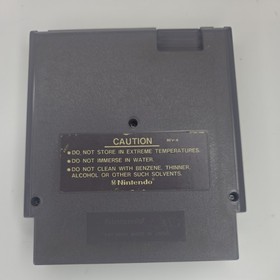 CAUTION
• DO NOT STORE IN EXTREME TEMPERATURES.
• DO NOT IMMERSE IN WATER.
• DO NOT CLEAN WITH BENZENE, THINNER,
ALCOHOL OR OTHER SUCH SOLVENTS.
Nintendo